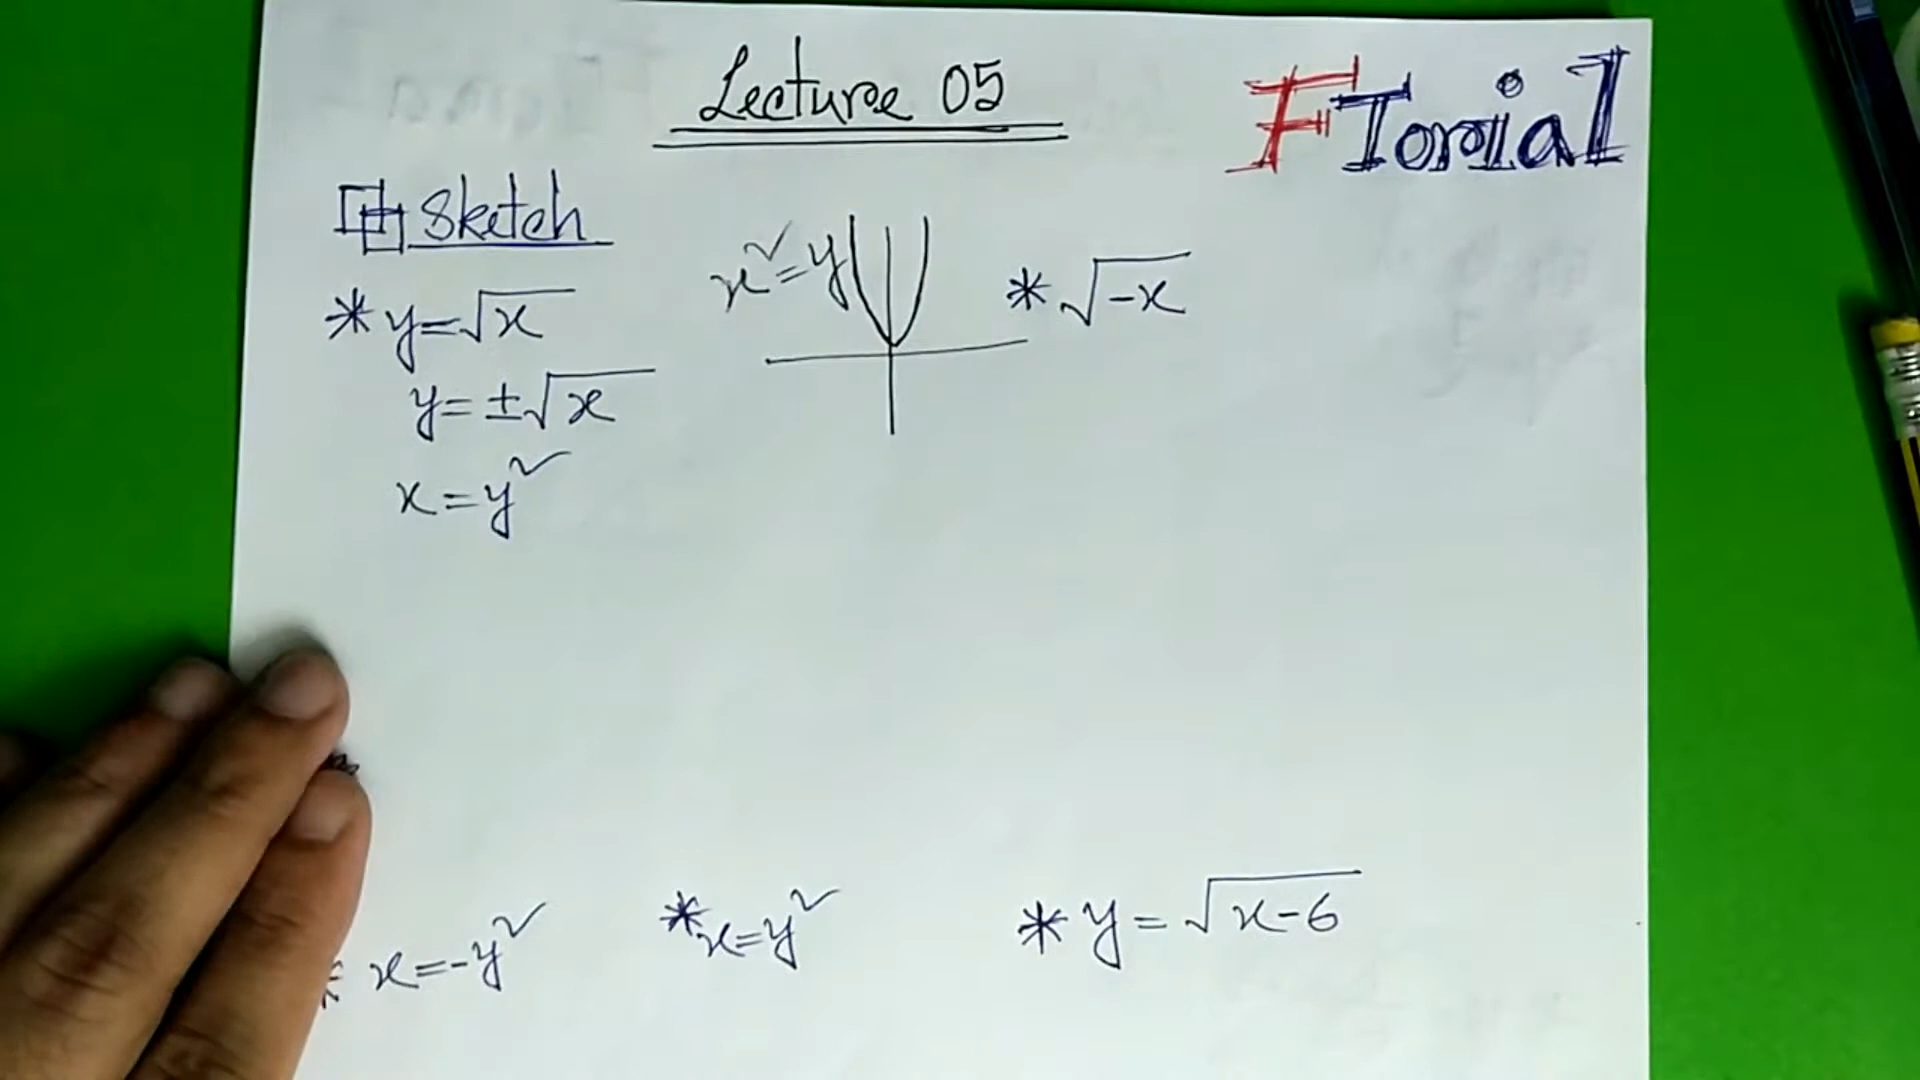 Lecture 05
FTorial
Sketch
* y=√x
y=±√x
x=y²
x²=y
* √-x
* x=-y²
* x=y²
* y=√x-6